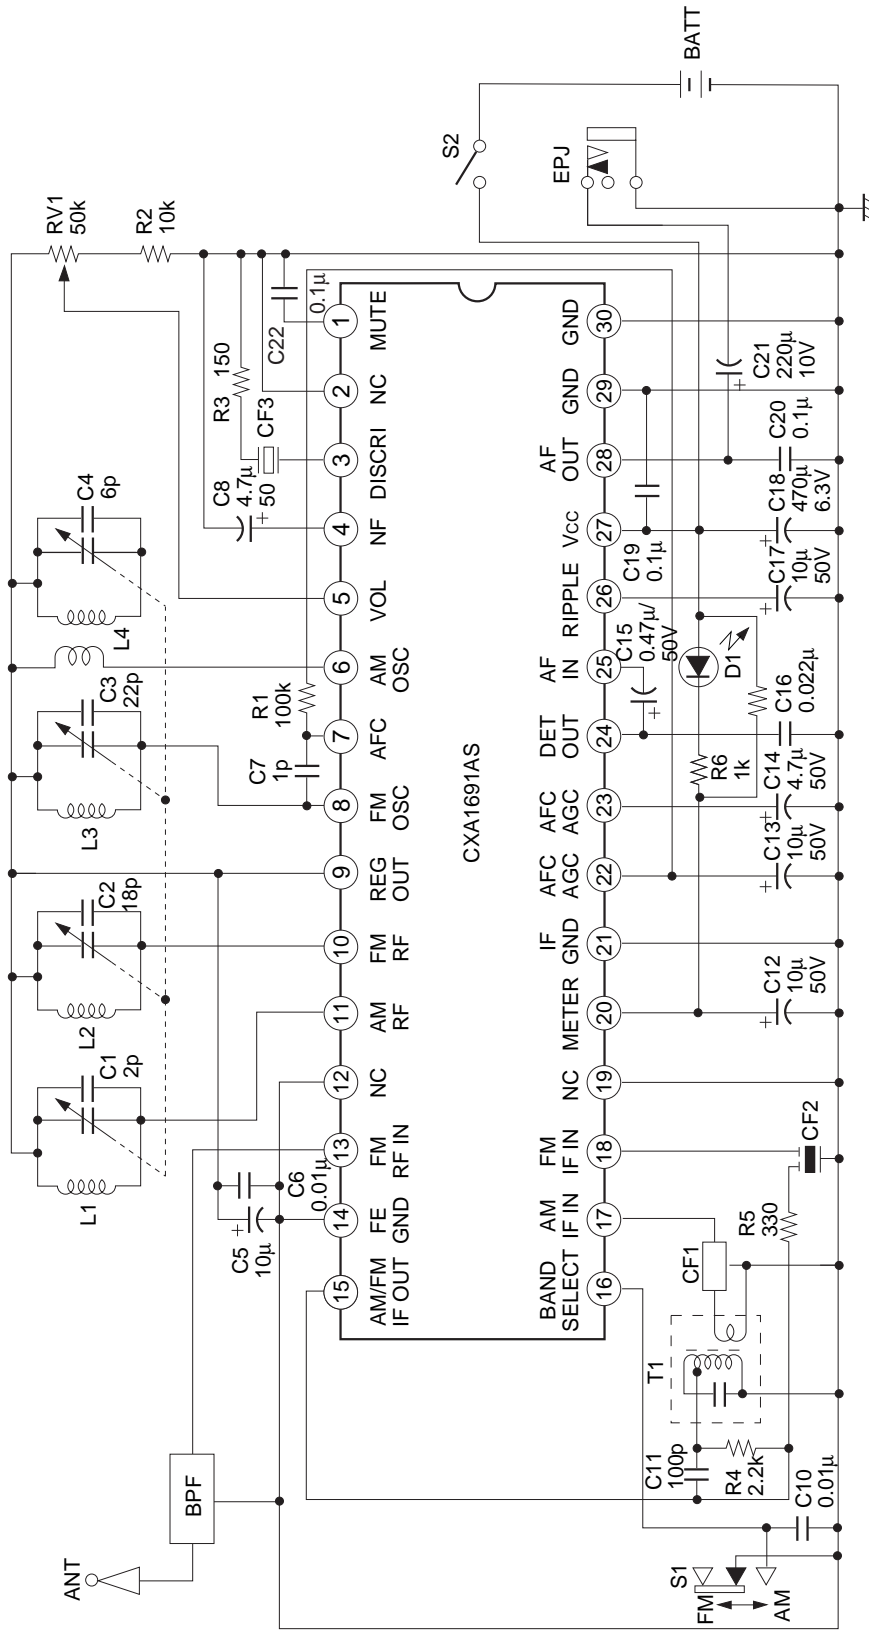 ANT
BPF
L1
C1
2p
L2
C2
18p
L3
C3
22p
L4
C4
6p
RV1
50k
R2
10k
C5
10µ
C6
0.01µ
C7
1p
R1
100k
C8
4.7µ
50
R3
150
CF3
C22
0.1µ
15
14
13
12
11
10
9
8
7
6
5
4
3
2
1
AM/FM
IF OUT
FE
GND
FM
RF IN
NC
AM
RF
FM
RF
REG
OUT
FM
OSC
AFC
AM
OSC
VOL
NF
DISCRI
NC
MUTE
CXA1691AS
BAND
SELECT
AM
IF IN
FM
IF IN
NC
METER
IF
GND
AFC
AGC
AFC
AGC
DET
OUT
AF
IN
RIPPLE
Vcc
AF
OUT
GND
GND
16
17
18
19
20
21
22
23
24
25
26
27
28
29
30
S1
FM
AM
C10
0.01µ
C11
100p
R4
2.2k
T1
CF1
R5
330
CF2
C12
10µ
50V
C13
10µ
50V
C14
4.7µ
50V
R6
1k
C16
0.022µ
D1
C15
0.47µ/
50V
C17
10µ
50V
C19
0.1µ
C18
470µ
6.3V
C20
0.1µ
C21
220µ
10V
S2
EPJ
BATT